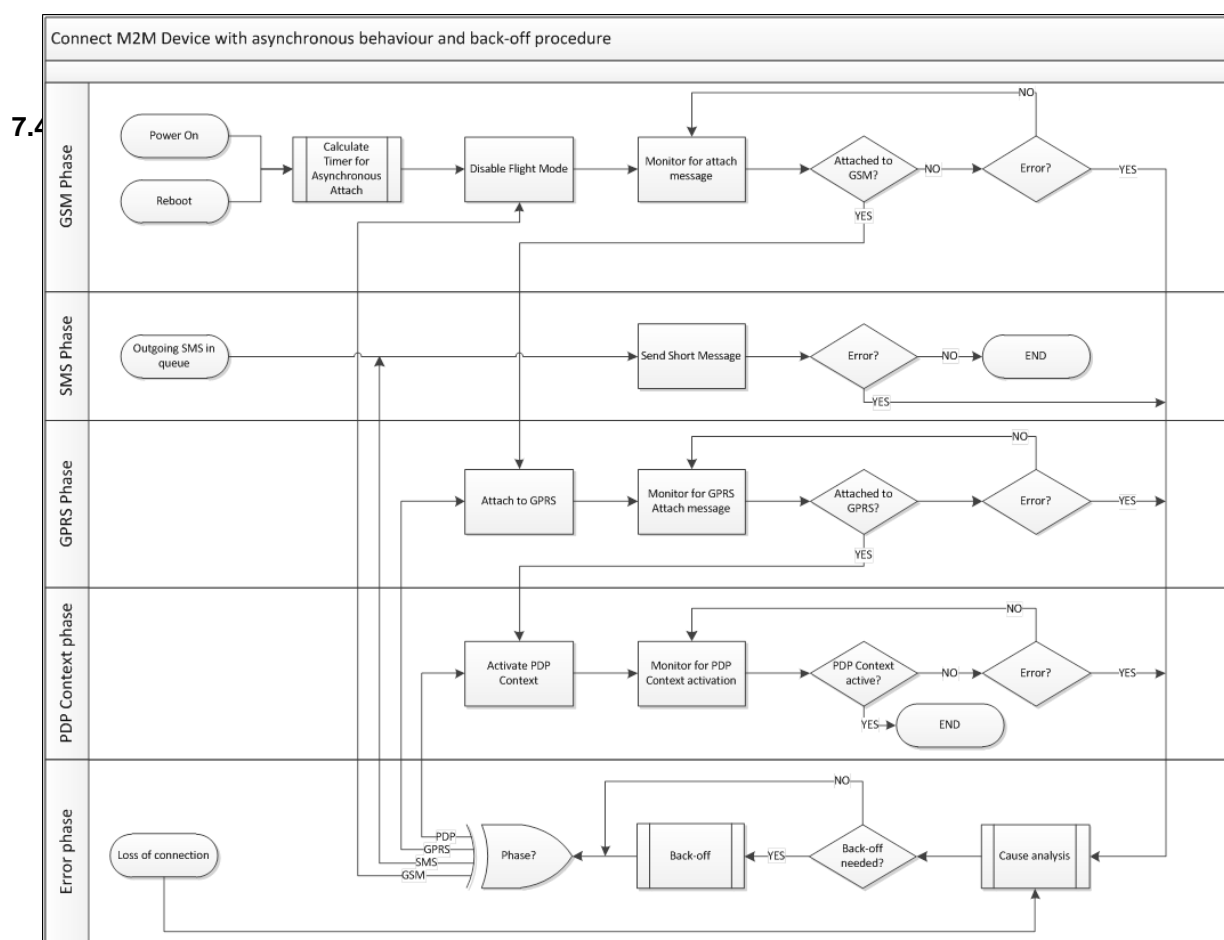 Connect M2M Device with asynchronous behaviour and back-off procedure
7.4
GSM Phase
Power On
Reboot
Calculate
Timer for
Asynchronous
Attach
Disable Flight Mode
Monitor for attach
message
Attached to
GSM?
NO
YES
Error?
NO
YES
SMS Phase
Outgoing SMS in
queue
Send Short Message
Error?
NO
YES
END
GPRS Phase
Attach to GPRS
Monitor for GPRS
Attach message
Attached to
GPRS?
YES
Error?
NO
YES
PDP Context phase
Activate PDP
Context
Monitor for PDP
Context activation
PDP Context
active?
NO
YES
END
Error?
NO
YES
Error phase
Loss of connection
PDP
GPRS
SMS
GSM
Phase?
Back-off
YES
NO
Back-off
needed?
Cause analysis